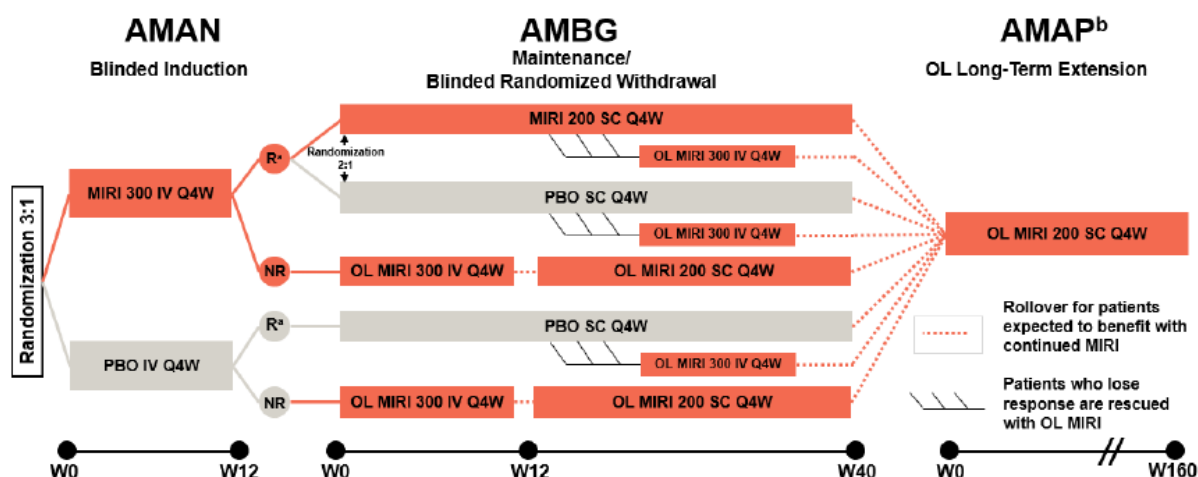 AMAN
Blinded Induction
AMBG
Maintenance/
Blinded Randomized Withdrawal
AMAPᵇ
OL Long-Term Extension
Randomization 3:1
MIRI 300 IV Q4W
Rᵃ
NR
PBO IV Q4W
Rᵃ
NR
Randomization
2:1
MIRI 200 SC Q4W
OL MIRI 300 IV Q4W
PBO SC Q4W
OL MIRI 300 IV Q4W
OL MIRI 300 IV Q4W
OL MIRI 200 SC Q4W
PBO SC Q4W
OL MIRI 300 IV Q4W
OL MIRI 300 IV Q4W
OL MIRI 200 SC Q4W
OL MIRI 200 SC Q4W
Rollover for patients
expected to benefit with
continued MIRI
Patients who lose
response are rescued
with OL MIRI
W0
W12
W0
W12
W40
W0
W160